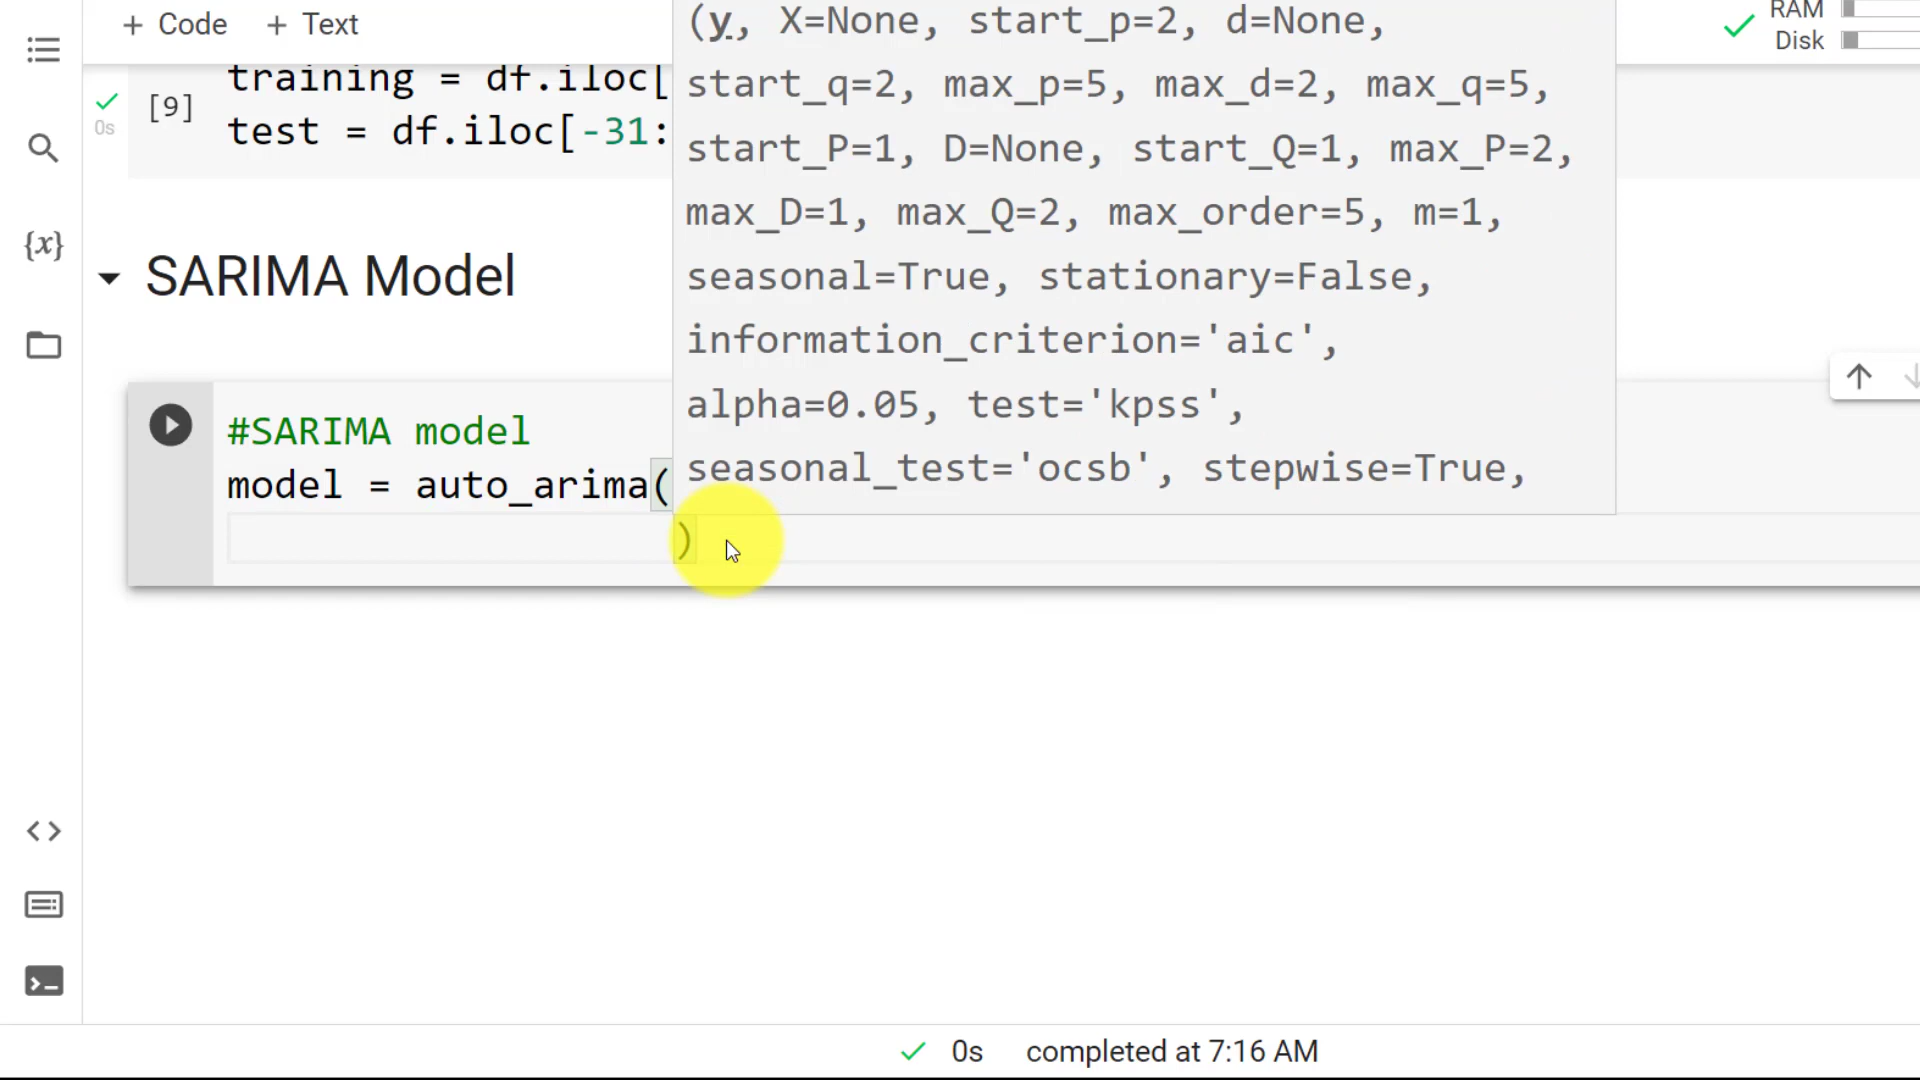 + Code + Text
RAM
Disk
(y, X=None, start_p=2, d=None,
start_q=2, max_p=5, max_d=2, max_q=5,
start_P=1, D=None, start_Q=1, max_P=2,
max_D=1, max_Q=2, max_order=5, m=1,
seasonal=True, stationary=False,
information_criterion='aic',
alpha=0.05, test='kpss',
seasonal_test='ocsb', stepwise=True,
0s
[9]
training = df.iloc[
test = df.iloc[-31:
{x}
SARIMA Model
#SARIMA model
model = auto_arima(
)
0s completed at 7:16 AM